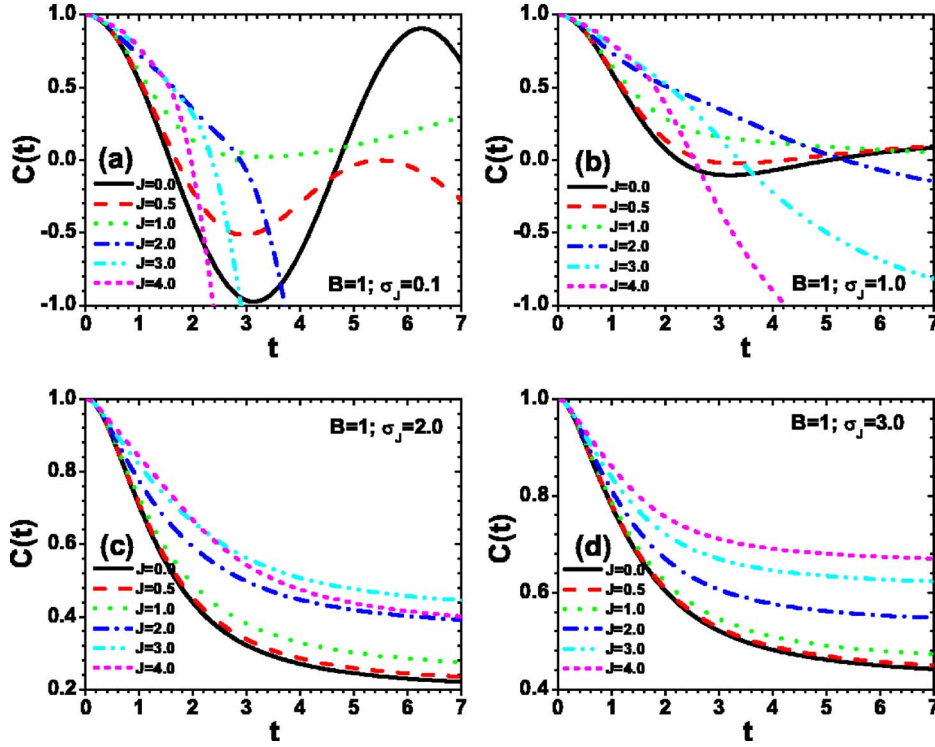 1.0
0.5
0.0
-0.5
-1.0
C(t)
(a)
J=0.0
J=0.5
J=1.0
J=2.0
J=3.0
J=4.0
B=1; σJ=0.1
0 1 2 3 4 5 6 7
t
1.0
0.5
0.0
-0.5
-1.0
C(t)
(b)
J=0.0
J=0.5
J=1.0
J=2.0
J=3.0
J=4.0
B=1; σJ=1.0
0 1 2 3 4 5 6 7
t
1.0
0.8
0.6
0.4
0.2
C(t)
B=1; σJ=2.0
(c)
J=0.0
J=0.5
J=1.0
J=2.0
J=3.0
J=4.0
0 1 2 3 4 5 6 7
t
1.0
0.8
0.6
0.4
C(t)
B=1; σJ=3.0
(d)
J=0.0
J=0.5
J=1.0
J=2.0
J=3.0
J=4.0
0 1 2 3 4 5 6 7
t